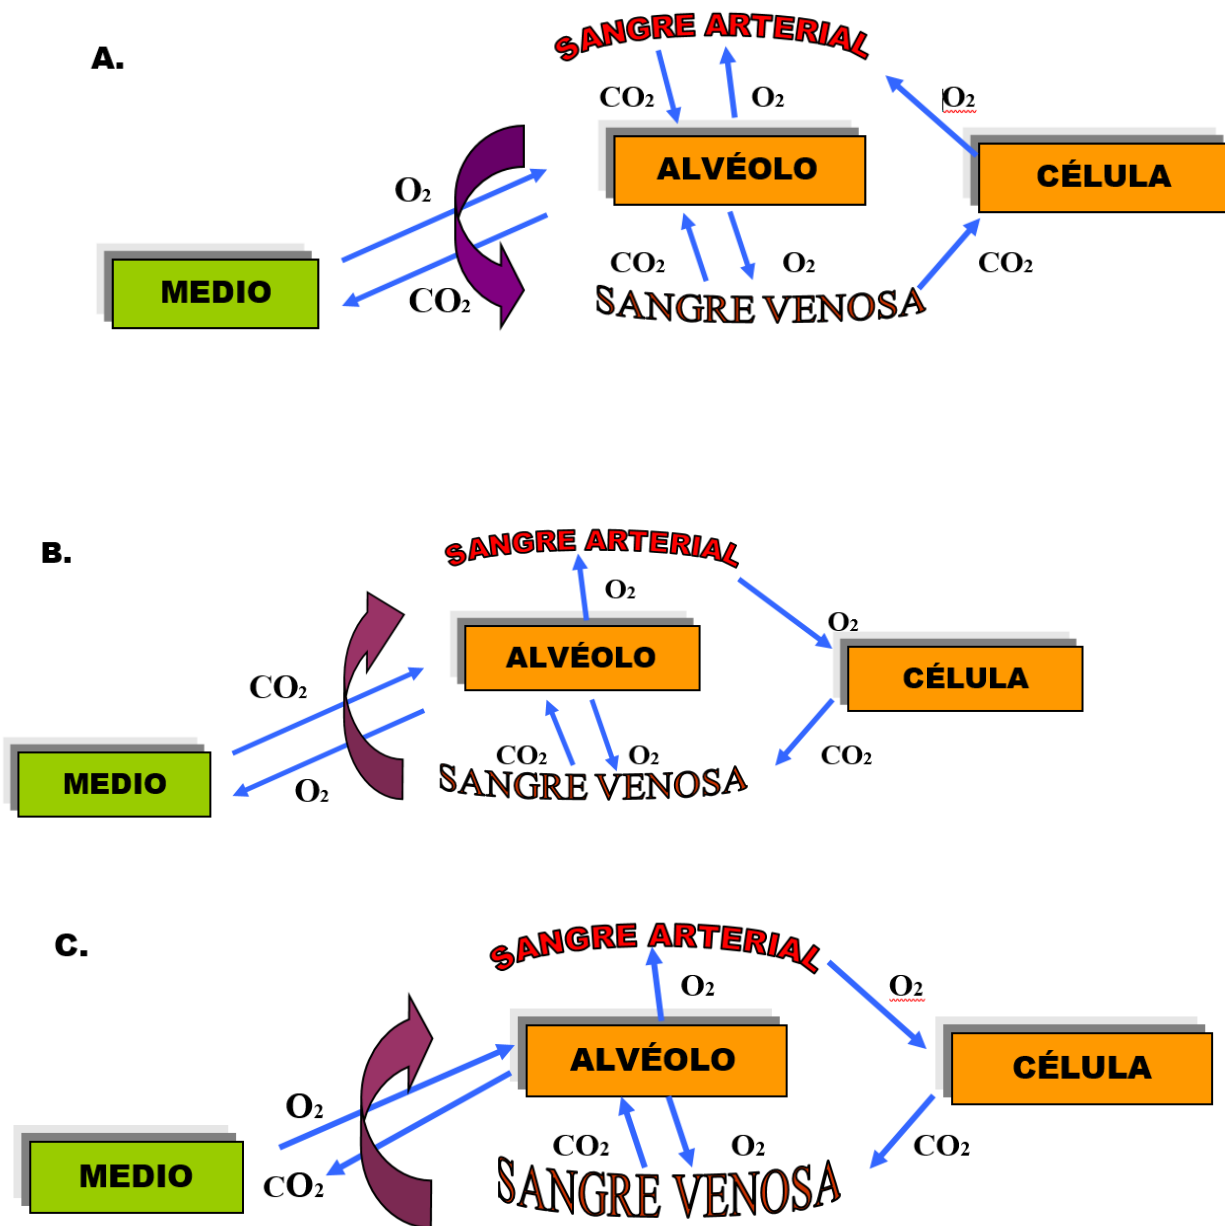 A.
SANGRE ARTERIAL
CO2
O2
O2
ALVÉOLO
CÉLULA
O2
CO2
O2
CO2
MEDIO
CO2
SANGRE VENOSA
B.
SANGRE ARTERIAL
O2
O2
ALVÉOLO
CÉLULA
CO2
CO2
O2
CO2
MEDIO
O2
SANGRE VENOSA
C.
SANGRE ARTERIAL
O2
O2
ALVÉOLO
CÉLULA
O2
CO2
O2
CO2
MEDIO
CO2
SANGRE VENOSA